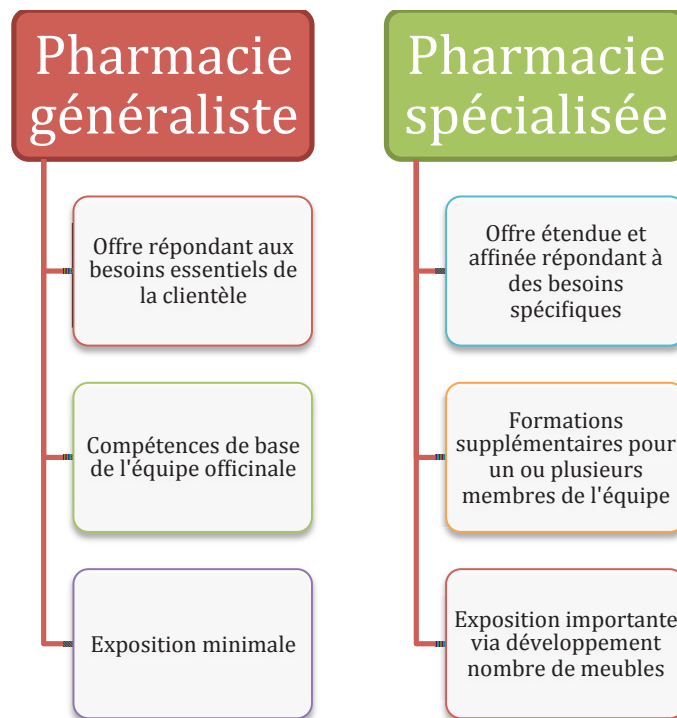 Pharmacie
généraliste
Offre répondant aux
besoins essentiels de
la clientèle
Compétences de base
de l'équipe officinale
Exposition minimale
Pharmacie
spécialisée
Offre étendue et
affinée répondant à
des besoins
spécifiques
Formations
supplémentaires pour
un ou plusieurs
membres de l'équipe
Exposition importante
via développement
nombre de meubles